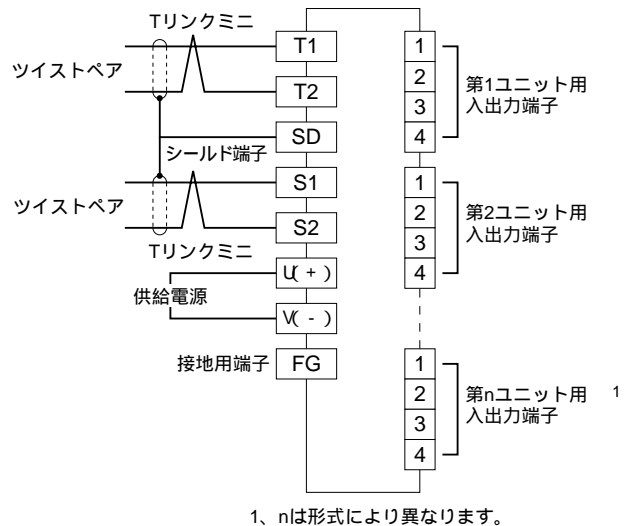 Tリンクミニ
ツイストペア
T1
T2
SD
シールド端子
ツイストペア
S1
S2
Tリンクミニ
U( + )
供給電源
V( - )
接地用端子
FG
1
2
3
4
第1ユニット用
入出力端子
1
2
3
4
第2ユニット用
入出力端子
1
2
3
4
第nユニット用 1
入出力端子
1、nは形式により異なります。